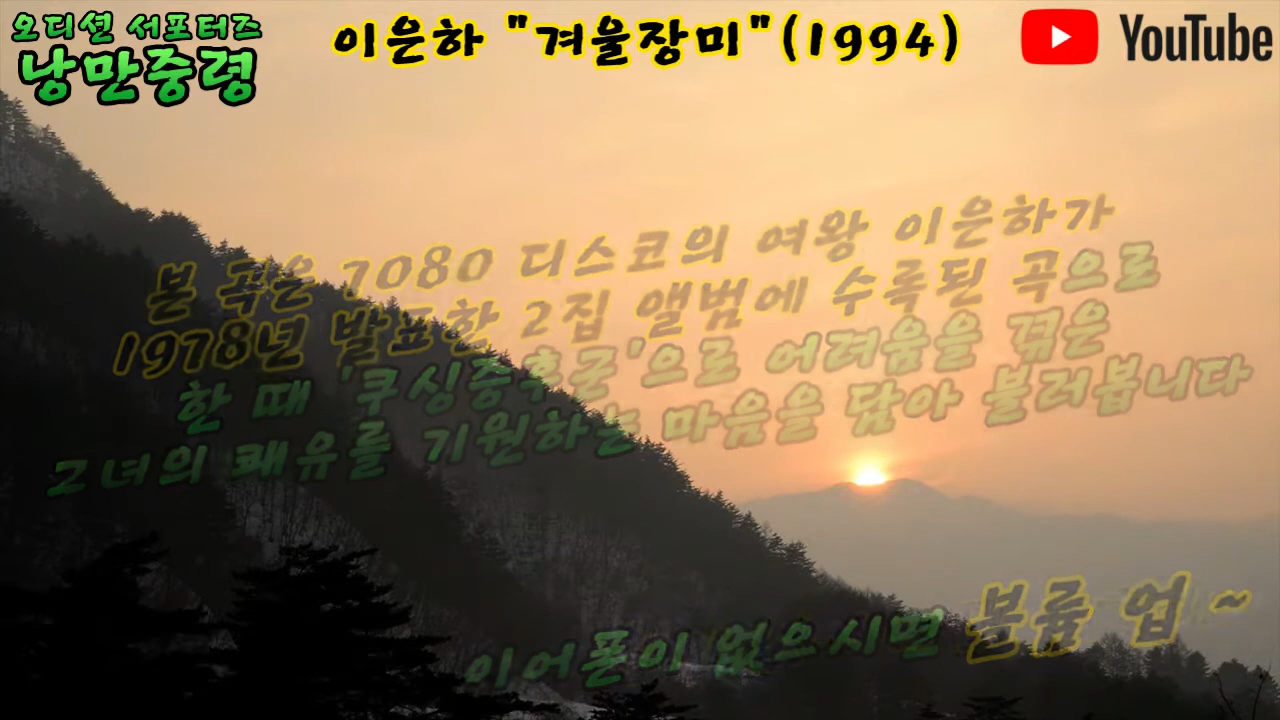 오디션 서포터즈
낭만중령
이은하 "겨울장미"(1994)
YouTube
본 곡은 7080 디스코의 여왕 이은하가
1978년 발표한 2집 앨범에 수록된 곡으로
한 때 '쿠싱증후군'으로 어려움을 겪은
그녀의 쾌유를 기원하는 마음을 담아 불러봅니다
이어폰이 없으시면 볼륨 업 ~